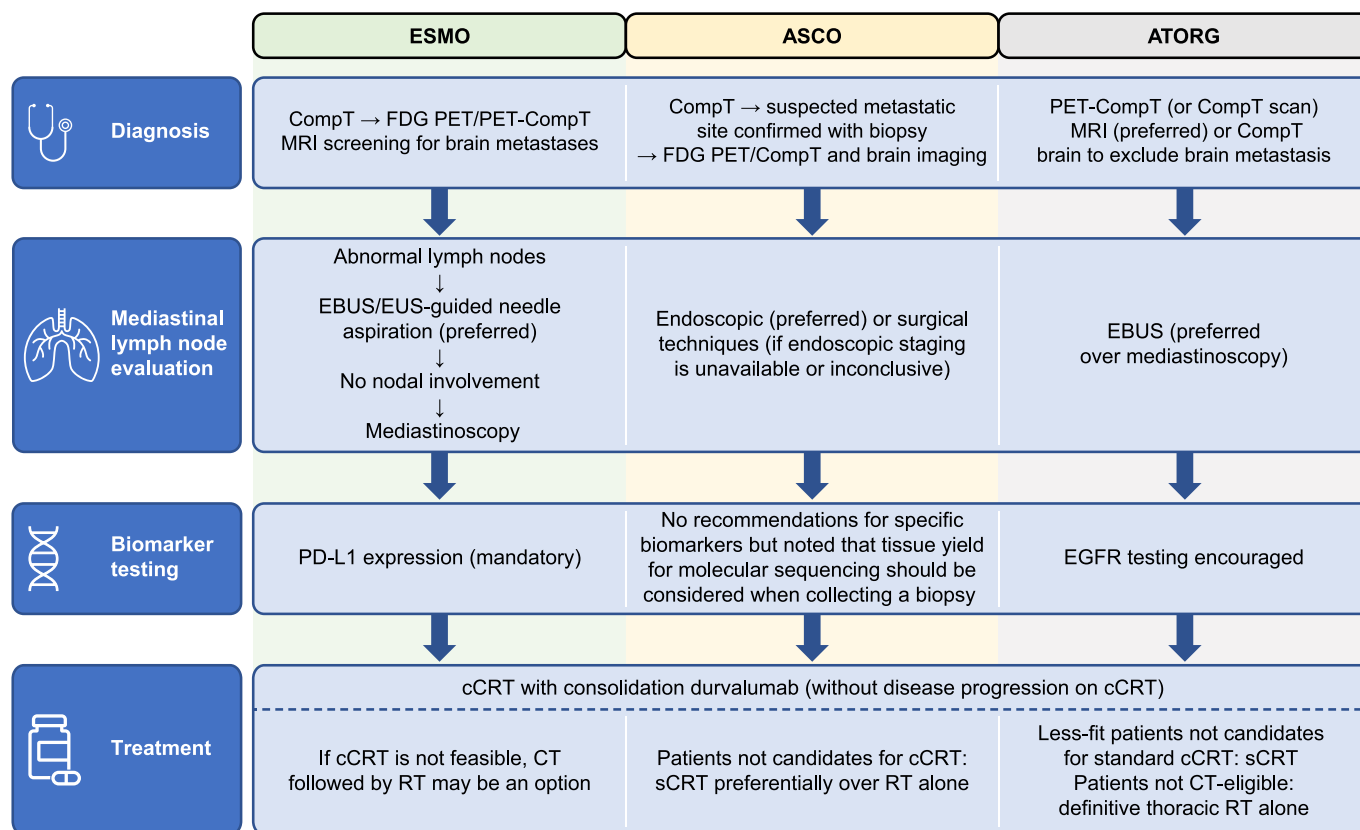 ESMO
ASCO
ATORG
Diagnosis
CompT → FDG PET/PET-CompT
MRI screening for brain metastases
CompT → suspected metastatic
site confirmed with biopsy
→ FDG PET/CompT and brain imaging
PET-CompT (or CompT scan)
MRI (preferred) or CompT
brain to exclude brain metastasis
Mediastinal
lymph node
evaluation
Abnormal lymph nodes
↓
EBUS/EUS-guided needle
aspiration (preferred)
↓
No nodal involvement
↓
Mediastinoscopy
Endoscopic (preferred) or surgical
techniques (if endoscopic staging
is unavailable or inconclusive)
EBUS (preferred
over mediastinoscopy)
Biomarker
testing
PD-L1 expression (mandatory)
No recommendations for specific
biomarkers but noted that tissue yield
for molecular sequencing should be
considered when collecting a biopsy
EGFR testing encouraged
Treatment
cCRT with consolidation durvalumab (without disease progression on cCRT)
If cCRT is not feasible, CT
followed by RT may be an option
Patients not candidates for cCRT:
sCRT preferentially over RT alone
Less-fit patients not candidates
for standard cCRT: sCRT
Patients not CT-eligible:
definitive thoracic RT alone